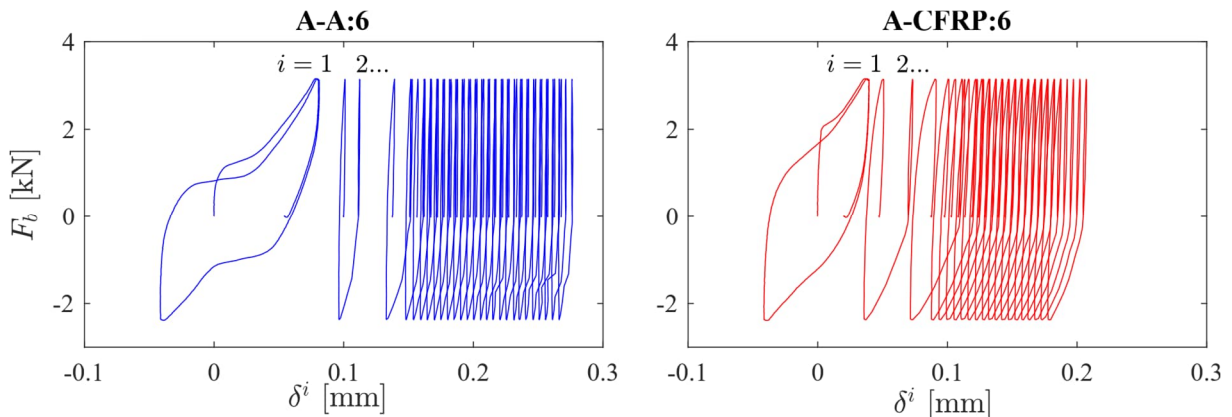 A-A:6
4
2
0
-2
F_b [kN]
i = 1 2...
-0.1 0 0.1 0.2 0.3
δ^i [mm]
A-CFRP:6
4
2
0
-2
i = 1 2...
-0.1 0 0.1 0.2 0.3
δ^i [mm]